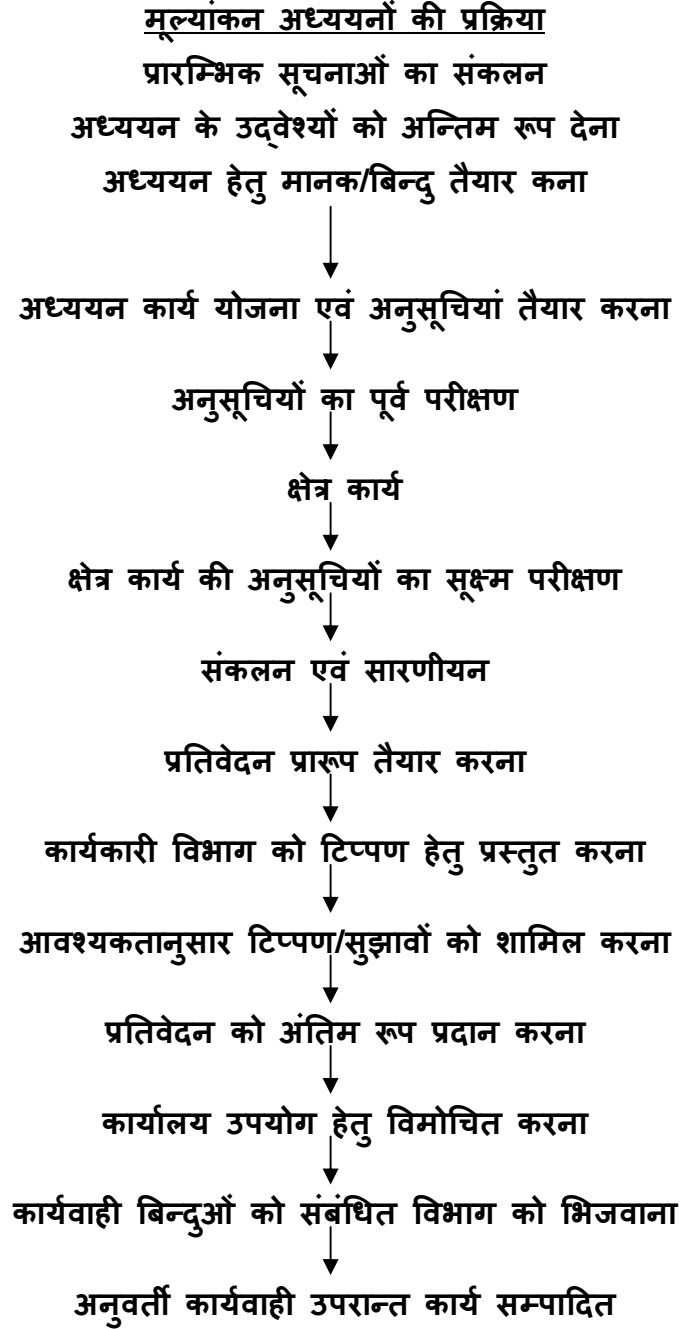 मूल्यांकन अध्ययनों की प्रक्रिया
प्रारम्भिक सूचनाओं का संकलन
अध्ययन के उद्‌वेश्यों को अन्तिम रूप देना
अध्ययन हेतु मानक/बिन्दु तैयार कना
अध्ययन कार्य योजना एवं अनुसूचियां तैयार करना
अनुसूचियों का पूर्व परीक्षण
क्षेत्र कार्य
क्षेत्र कार्य की अनुसूचियों का सूक्ष्म परीक्षण
संकलन एवं सारणीयन
प्रतिवेदन प्रारूप तैयार करना
कार्यकारी विभाग को टिप्पण हेतु प्रस्तुत करना
आवश्यकतानुसार टिप्पण/सुझावों को शामिल करना
प्रतिवेदन को अंतिम रूप प्रदान करना
कार्यालय उपयोग हेतु विमोचित करना
कार्यवाही बिन्दुओं को संबंधित विभाग को भिजवाना
अनुवर्ती कार्यवाही उपरान्त कार्य सम्पादित